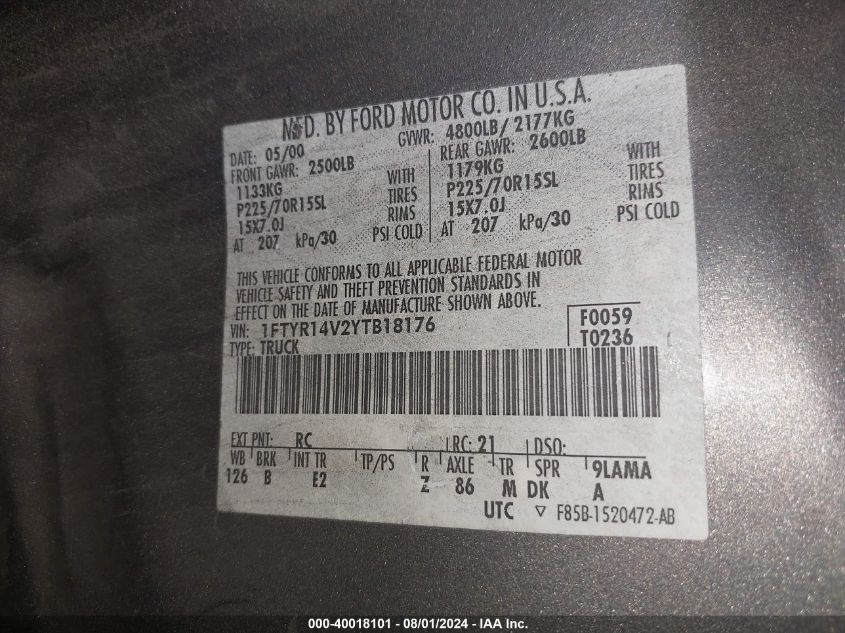 MFD. BY FORD MOTOR CO. IN U.S.A.
DATE: 05/00 GVWR: 4800LB/ 2177KG
FRONT GAWR: 2500LB REAR GAWR: 2600LB
1133KG WITH 1179KG WITH
P225/70R15SL TIRES P225/70R15SL TIRES
15X7.0J RIMS 15X7.0J RIMS
AT 207 kPa/30 PSI COLD AT 207 kPa/30 PSI COLD
THIS VEHICLE CONFORMS TO ALL APPLICABLE FEDERAL MOTOR
VEHICLE SAFETY AND THEFT PREVENTION STANDARDS IN
EFFECT ON THE DATE OF MANUFACTURE SHOWN ABOVE.
VIN: 1FTYR14V2YTB18176 F0059
TYPE: TRUCK T0236
EXT PNT: RC RC: 21 DSO:
WB BRK INT TR TP/PS R AXLE TR SPR 9LAMA
126 B E2 Z 86 M DK A
UTC ▽ F85B-1520472-AB
000-40018101 - 08/01/2024 - IAA Inc.